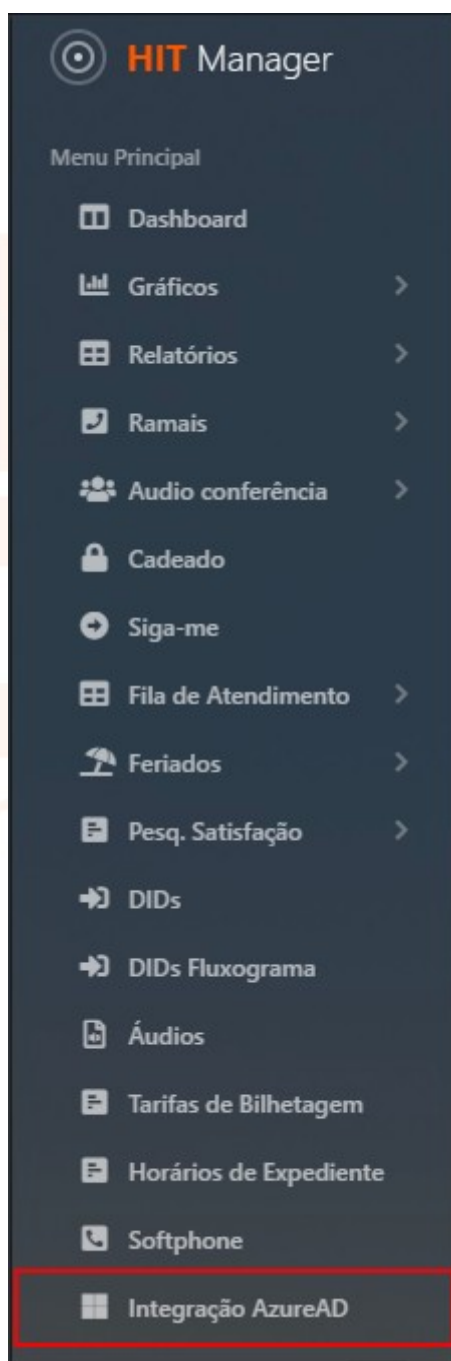 HIT Manager
Menu Principal
Dashboard
Gráficos
Relatórios
Ramais
Audio conferência
Cadeado
Siga-me
Fila de Atendimento
Feriados
Pesq. Satisfação
DIDs
DIDs Fluxograma
Áudios
Tarifas de Bilhetagem
Horários de Expediente
Softphone
Integração AzureAD